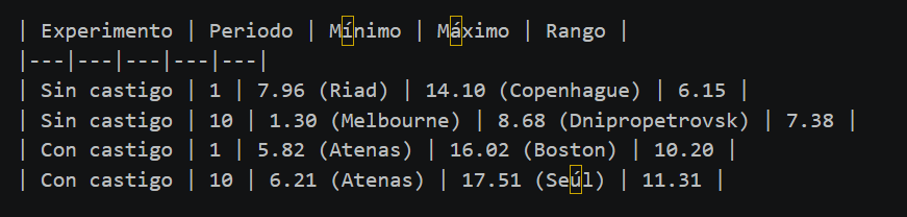 | Experimento | Periodo | Mínimo | Máximo | Rango |
|---|---|---|---|---|
| Sin castigo | 1 | 7.96 (Riad) | 14.10 (Copenhague) | 6.15 |
| Sin castigo | 10 | 1.30 (Melbourne) | 8.68 (Dnipropetrovsk) | 7.38 |
| Con castigo | 1 | 5.82 (Atenas) | 16.02 (Boston) | 10.20 |
| Con castigo | 10 | 6.21 (Atenas) | 17.51 (Seúl) | 11.31 |